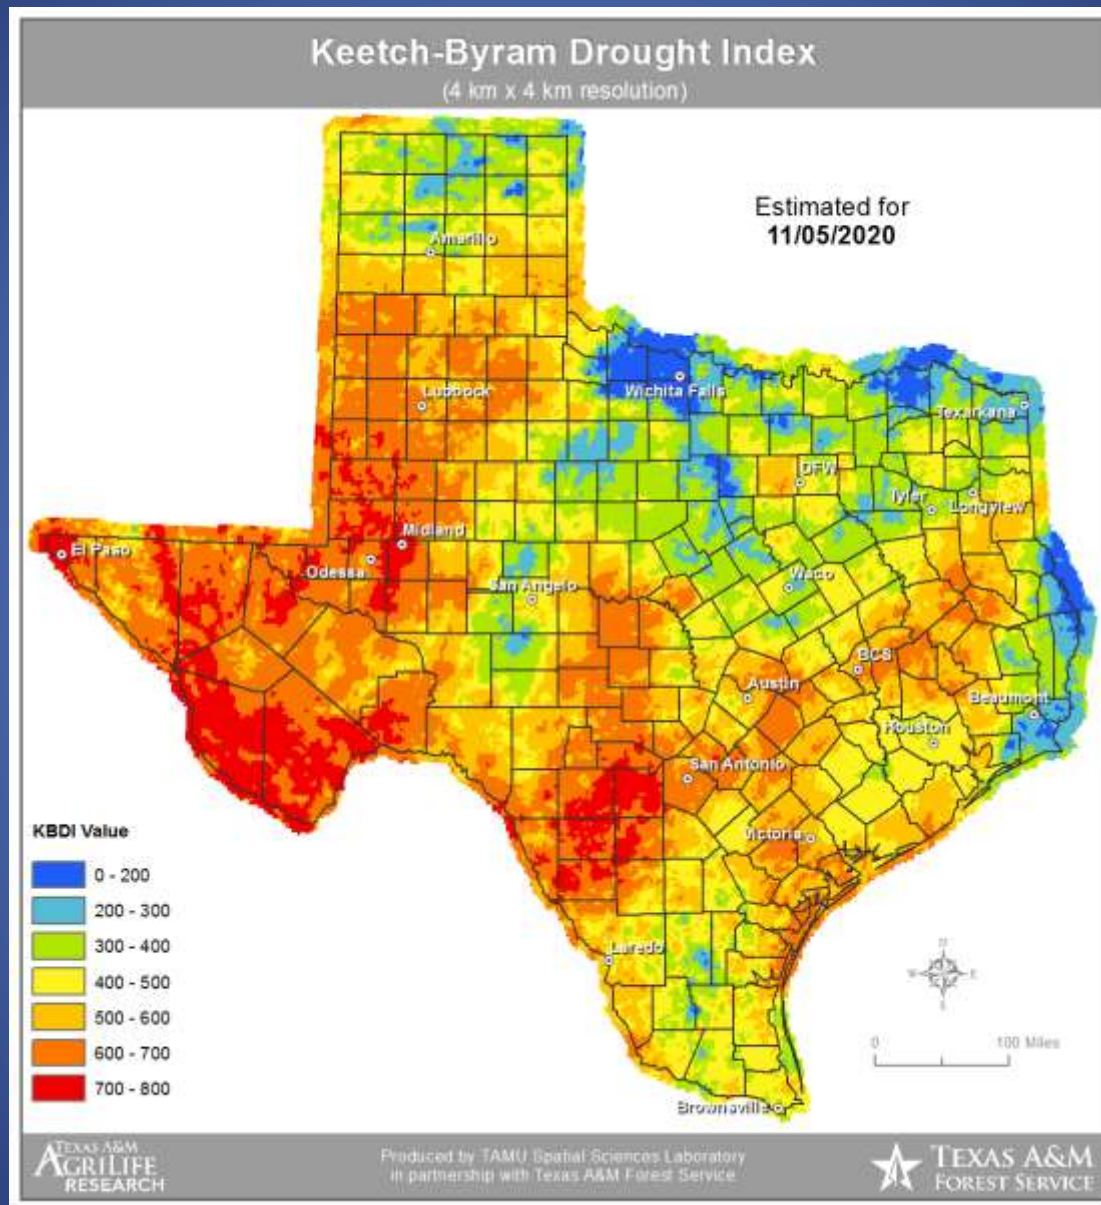 Keetch-Byram Drought Index
(4 km x 4 km resolution)
Estimated for
11/05/2020
Amarillo
Wichita Falls
Lubbock
Texarkana
DFW
Tyler
Longview
Midland
El Paso
Odessa
San Angelo
Waco
BCS
Austin
Beaumont
Houston
San Antonio
Victoria
Laredo
Brownsville
KBDI Value
0 - 200
200 - 300
300 - 400
400 - 500
500 - 600
600 - 700
700 - 800
N
W E
S
0 100 Miles
TEXAS A&M
AGRILIFE
RESEARCH
Produced by TAMU Spatial Sciences Laboratory
in partnership with Texas A&M Forest Service
TEXAS A&M
FOREST SERVICE